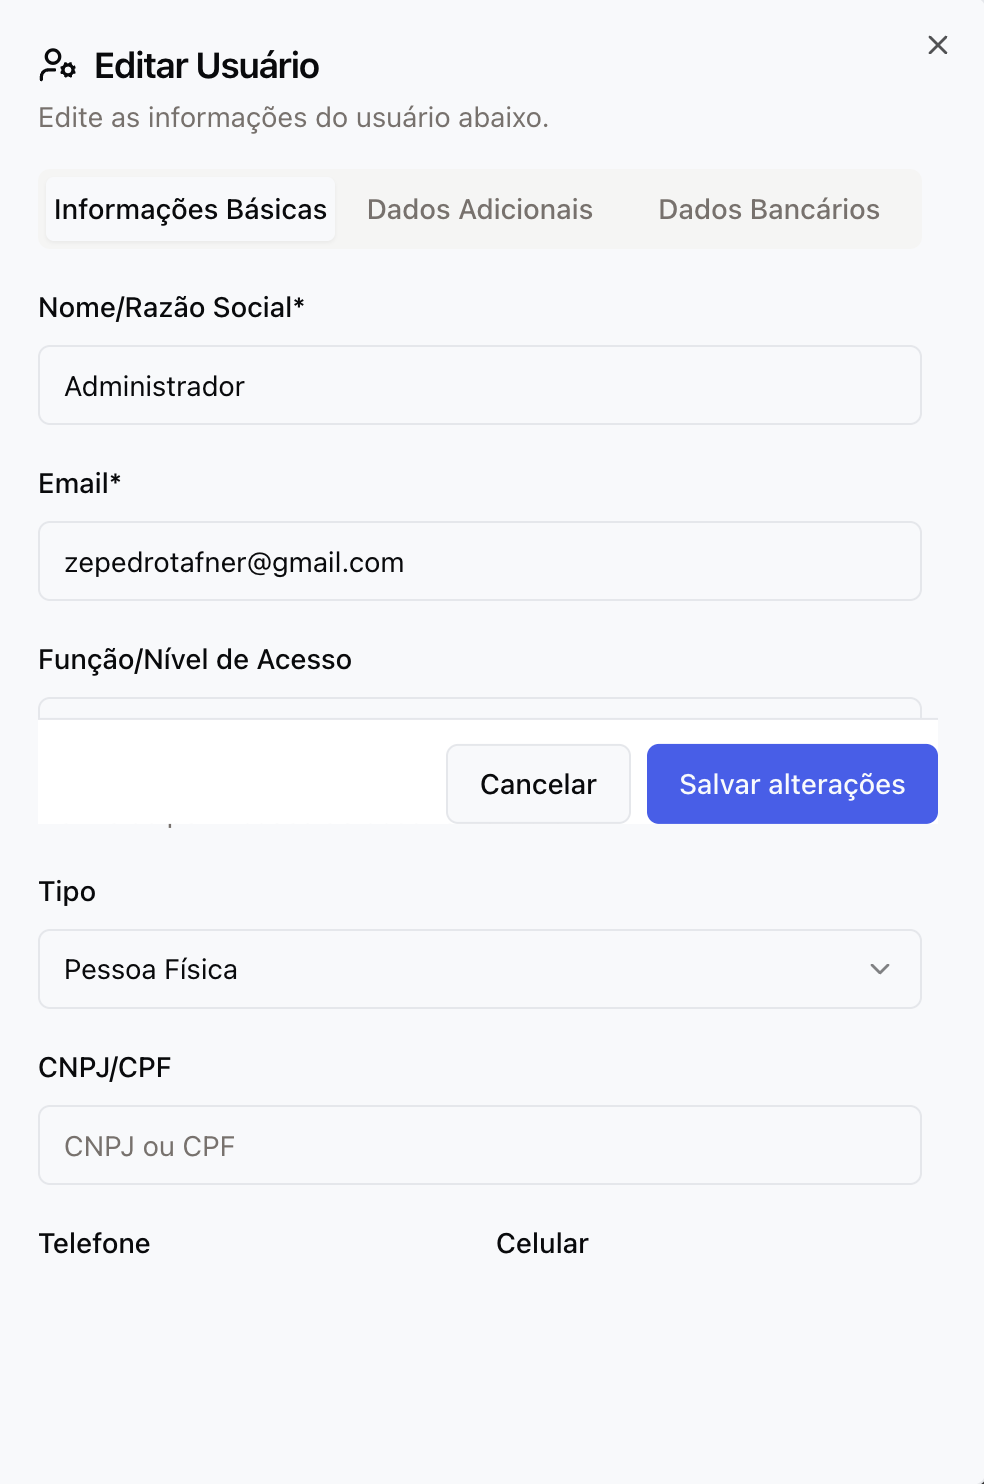 Editar Usuário
Edite as informações do usuário abaixo.
Informações Básicas Dados Adicionais Dados Bancários
Nome/Razão Social*
Administrador
Email*
zepedrotafner@gmail.com
Função/Nível de Acesso
Cancelar Salvar alterações
Tipo
Pessoa Física
CNPJ/CPF
CNPJ ou CPF
Telefone Celular